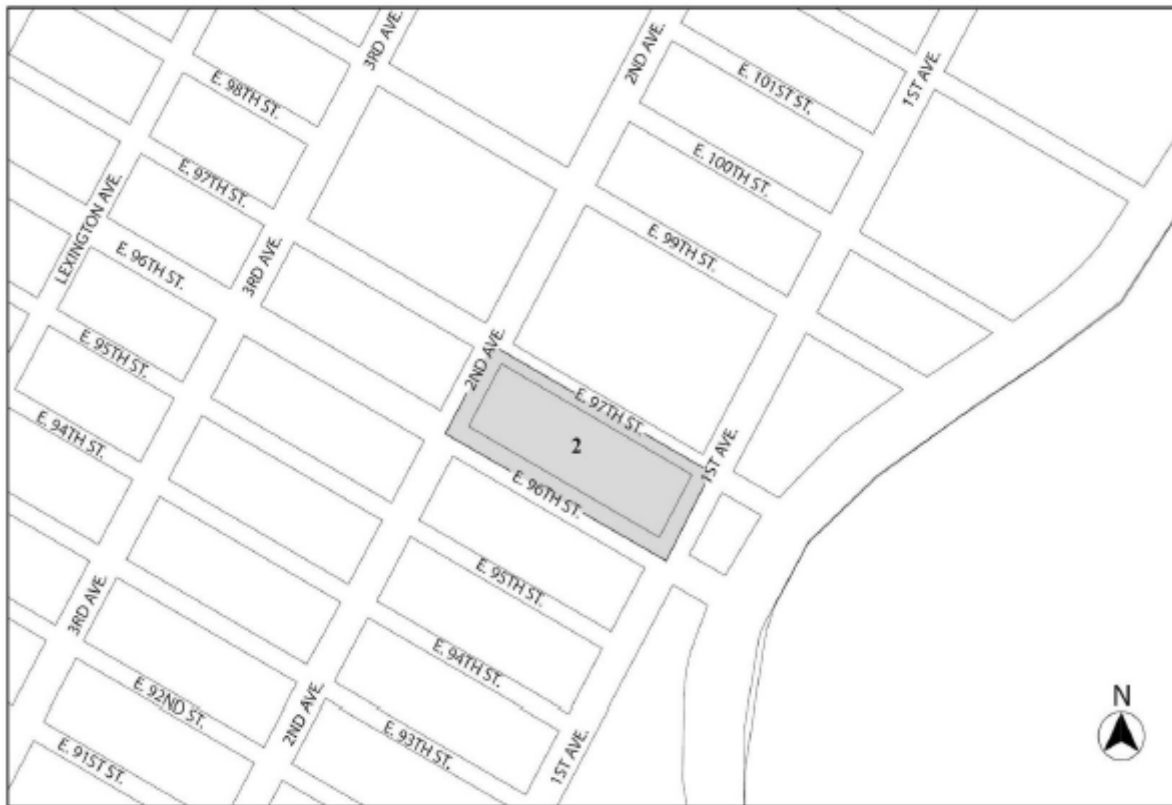 3RD AVE.
2ND AVE.
1ST AVE.
E. 98TH ST.
E. 101ST ST.
E. 97TH ST.
E. 100TH ST.
LEXINGTON AVE.
E. 96TH ST.
3RD AVE.
E. 99TH ST.
E. 95TH ST.
2ND AVE.
E. 97TH ST.
E. 94TH ST.
2
1ST AVE.
E. 96TH ST.
E. 95TH ST.
3RD AVE.
E. 94TH ST.
E. 92ND ST.
2ND AVE.
E. 93TH ST.
N
E. 91ST ST.
1ST AVE.